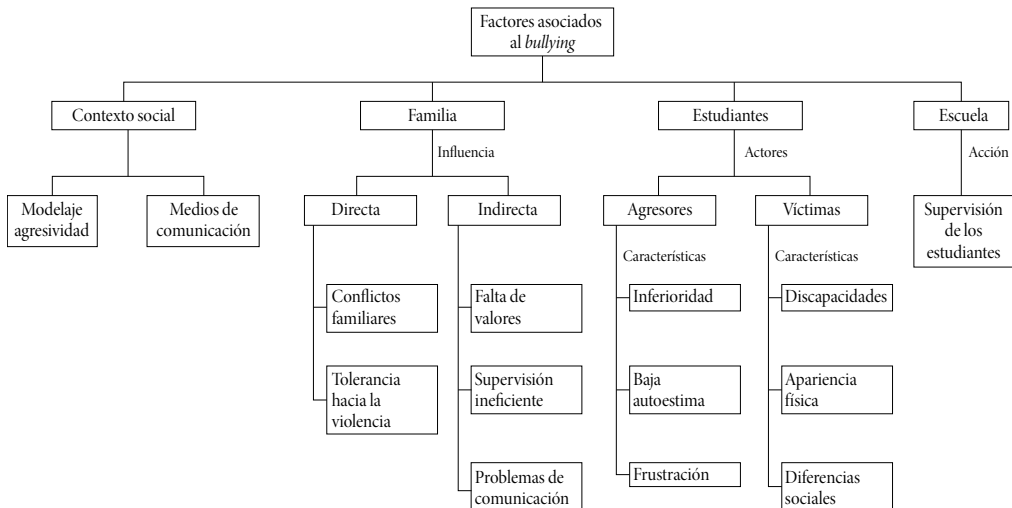 Factores asociados
al bullying
Contexto social
Familia
Estudiantes
Escuela
Influencia
Actores
Acción
Modelaje
agresividad
Medios de
comunicación
Directa
Indirecta
Agresores
Víctimas
Supervisión
de los
estudiantes
Características
Características
Conflictos
familiares
Falta de
valores
Inferioridad
Discapacidades
Tolerancia
hacia la
violencia
Supervisión
ineficiente
Baja
autoestima
Apariencia
física
Problemas de
comunicación
Frustración
Diferencias
sociales